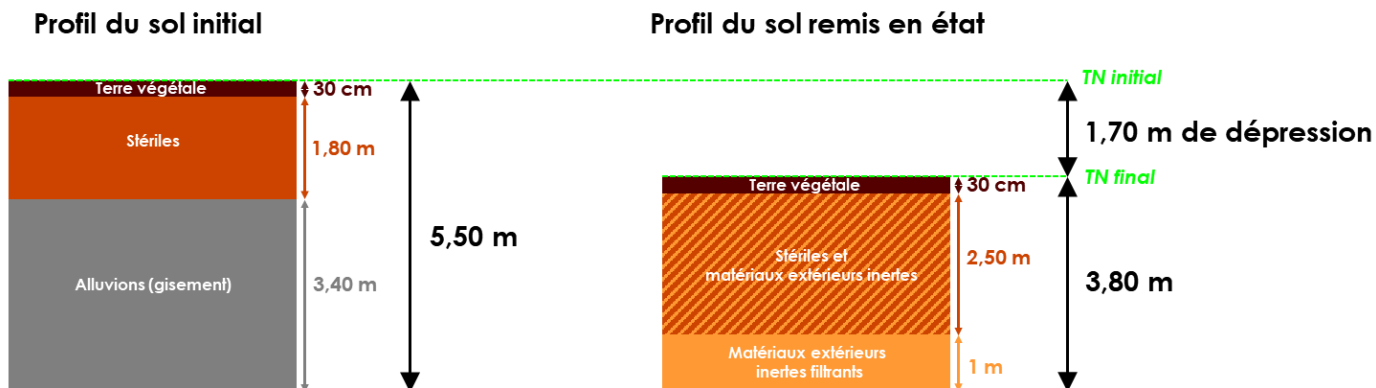 Profil du sol initial
Profil du sol remis en état
TN initial
Terre végétale
30 cm
1,70 m de dépression
Stériles
1,80 m
TN final
Terre végétale
30 cm
5,50 m
Stériles et
matériaux extérieurs inertes
2,50 m
Alluvions (gisement)
3,40 m
3,80 m
Matériaux extérieurs
inertes filtrants
1 m